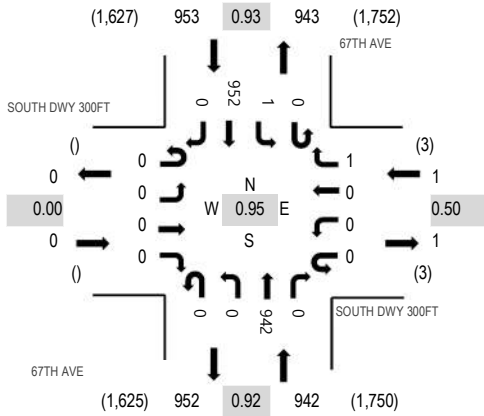 (1,627) 953 0.93 943 (1,752)
67TH AVE
0 952 1 0
SOUTH DWY 300FT
() 0 1 (3)
0 0 N 0 1
0.00 0 W 0.95 E 0 0.50
0 0 S 0 1
() (3)
0 0 942 0
SOUTH DWY 300FT
67TH AVE
(1,625) 952 0.92 942 (1,750)